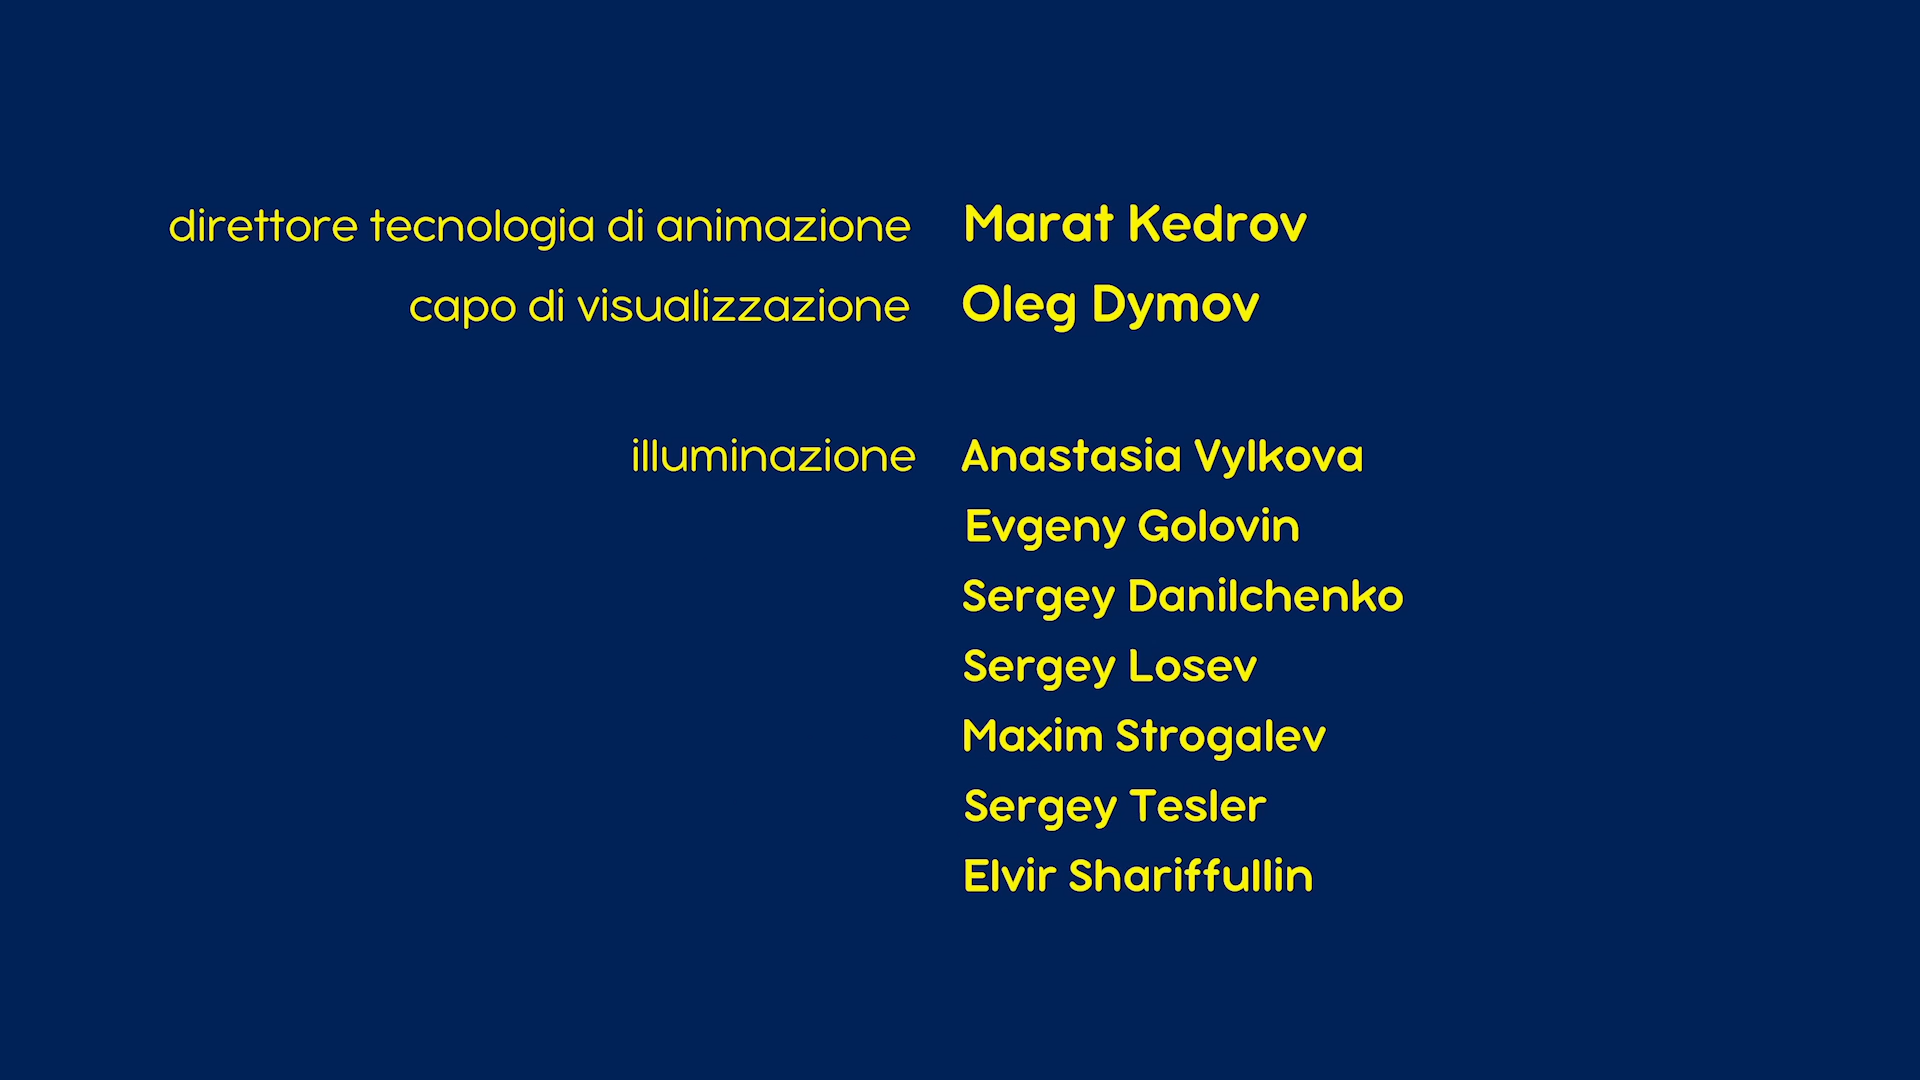 direttore tecnologia di animazione Marat Kedrov
capo di visualizzazione Oleg Dymov
illuminazione Anastasia Vylkova
Evgeny Golovin
Sergey Danilchenko
Sergey Losev
Maxim Strogalev
Sergey Tesler
Elvir Shariffullin